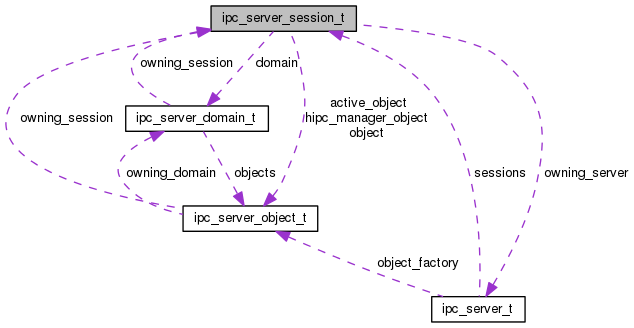 ipc_server_session_t
owning_session
domain
active_object
hipc_manager_object
object
owning_session
ipc_server_domain_t
owning_domain
objects
sessions
owning_server
ipc_server_object_t
object_factory
ipc_server_t